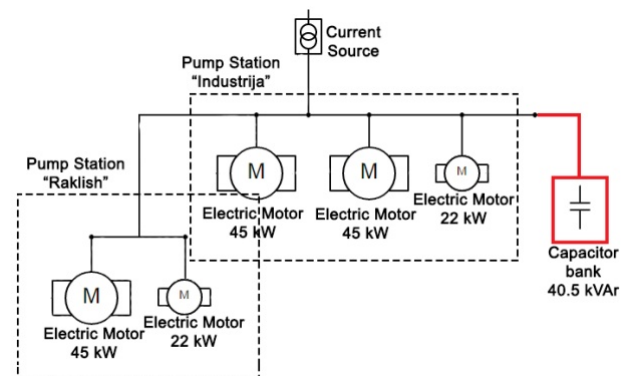 Current
Source
Pump Station
“Industrija”
M
Electric Motor
45 kW
M
Electric Motor
45 kW
M
Electric Motor
22 kW
Capacitor
bank
40.5 kVAr
Pump Station
“Raklish”
M
Electric Motor
45 kW
M
Electric Motor
22 kW